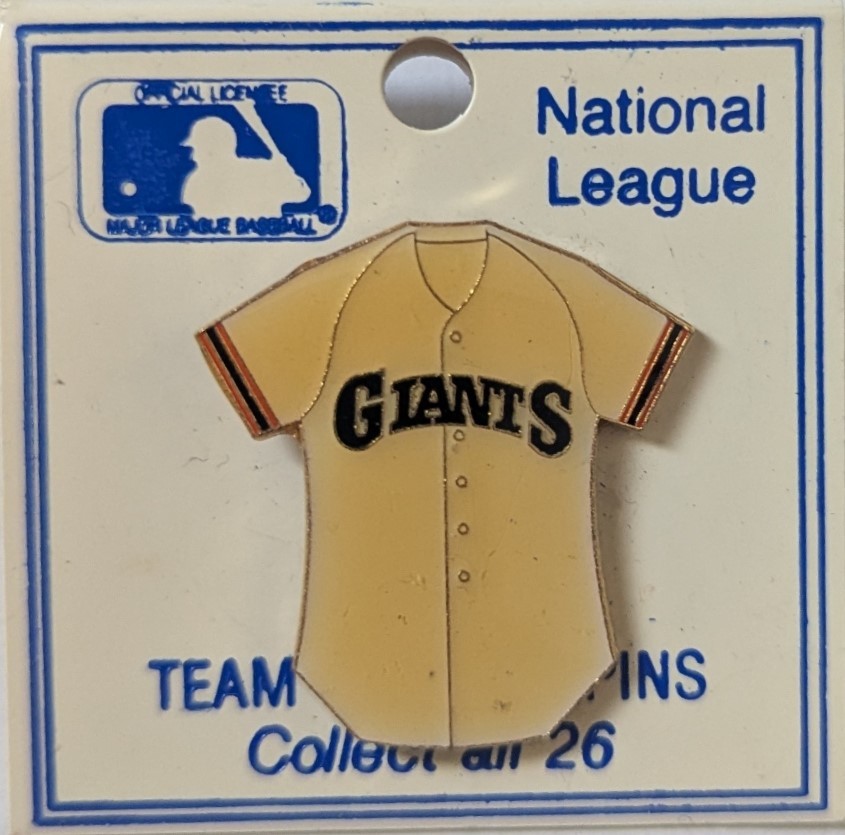 OFFICIAL LICENSEE
MAJOR LEAGUE BASEBALL®
National
League
GIANTS
TEAM PINS
Collect all 26